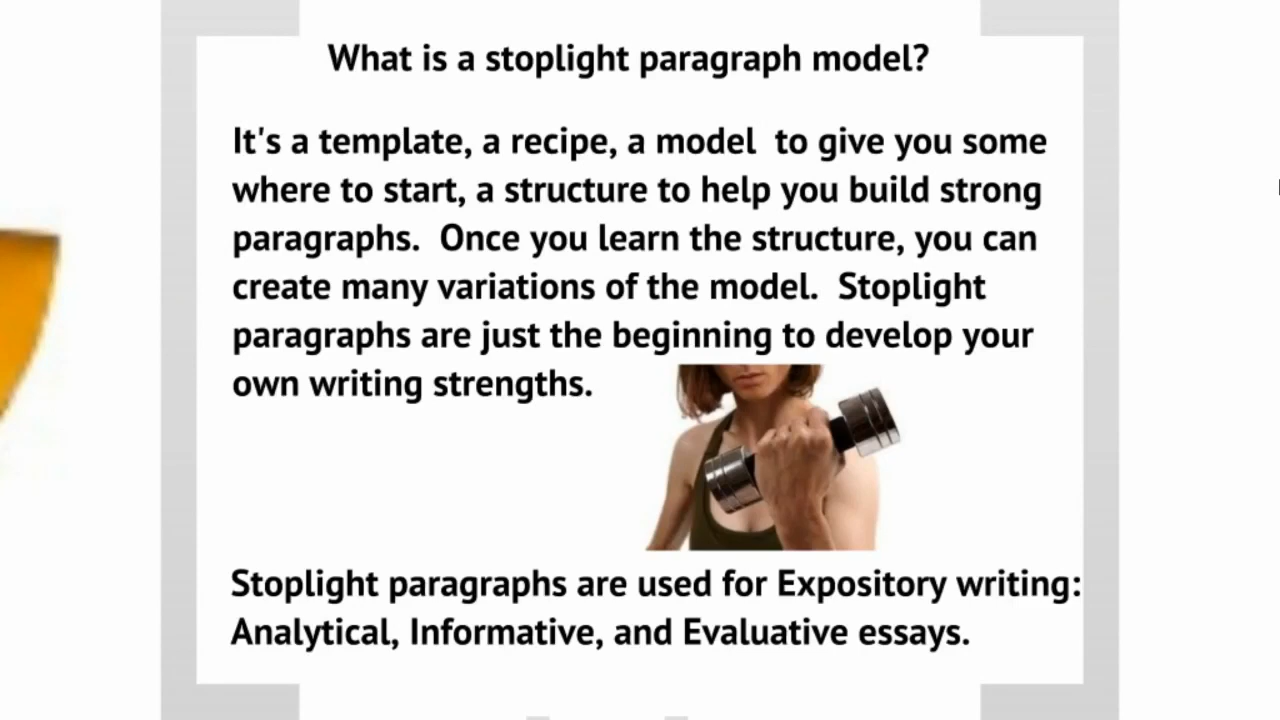 What is a stoplight paragraph model?
It's a template, a recipe, a model  to give you some
where to start, a structure to help you build strong
paragraphs.  Once you learn the structure, you can
create many variations of the model.  Stoplight
paragraphs are just the beginning to develop your
own writing strengths.
Stoplight paragraphs are used for Expository writing:
Analytical, Informative, and Evaluative essays.